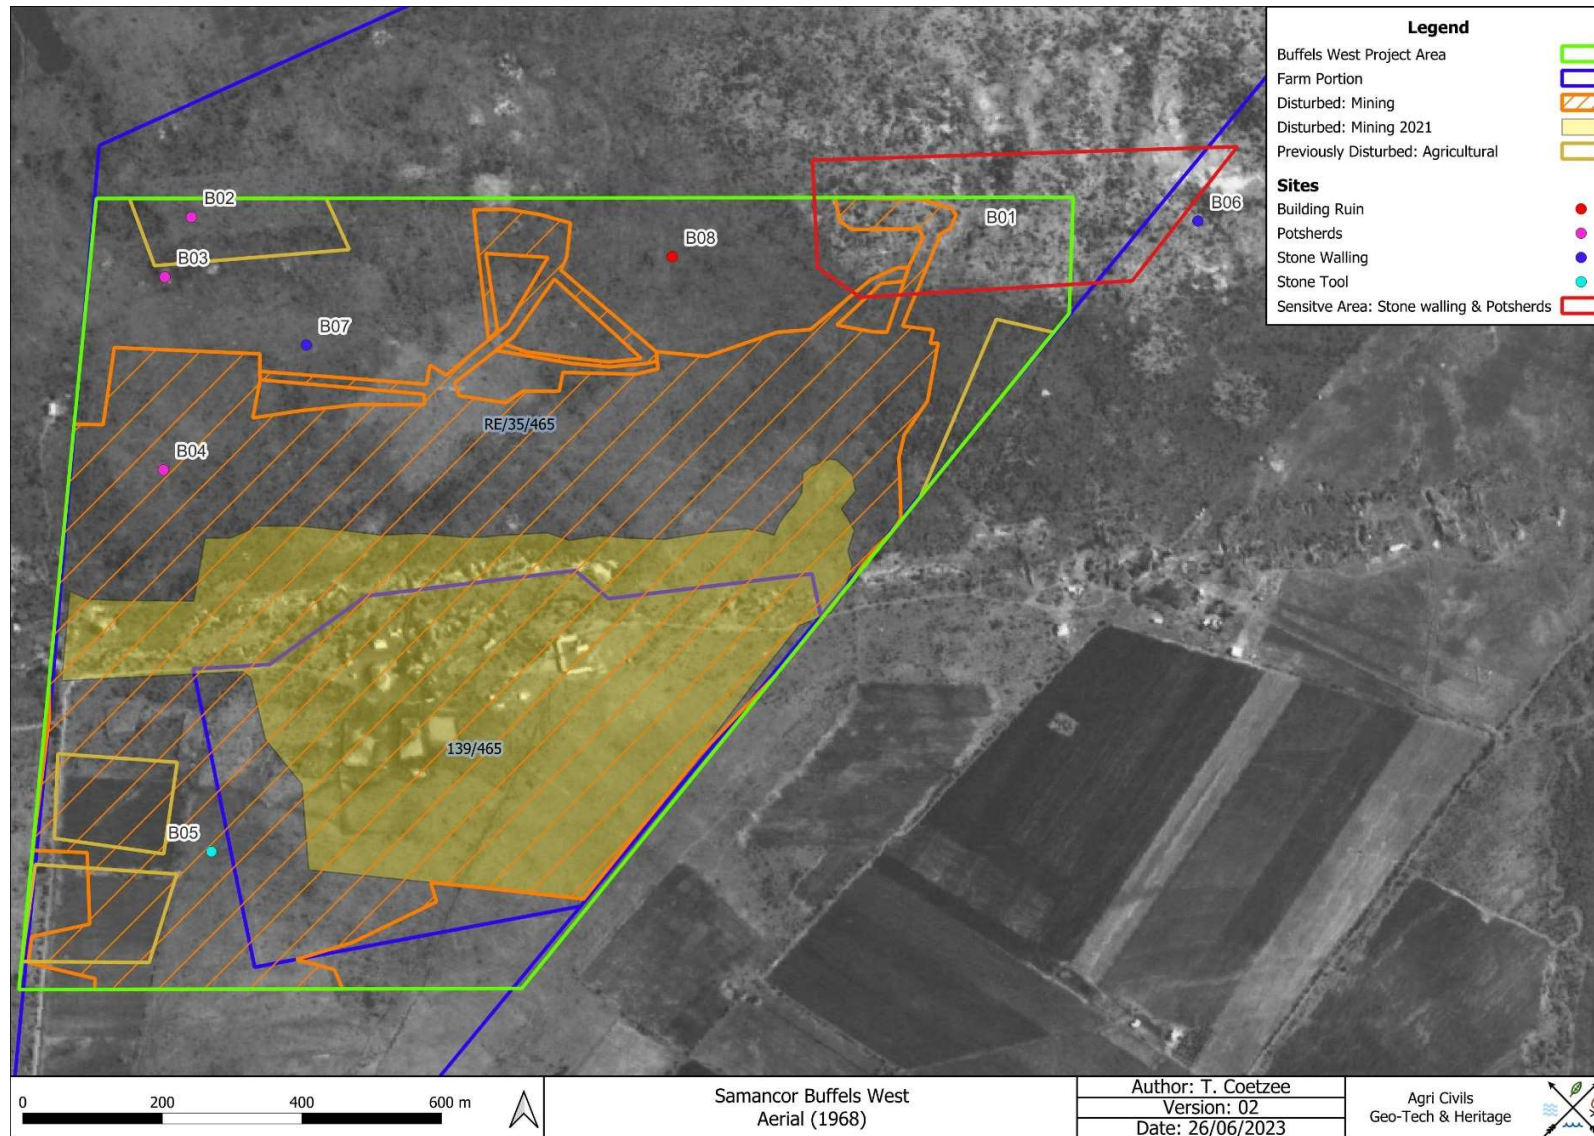 Legend
Buffels West Project Area
Farm Portion
Disturbed: Mining
Disturbed: Mining 2021
Previously Disturbed: Agricultural
Sites
Building Ruin
Potsherds
Stone Walling
Stone Tool
Sensitve Area: Stone walling & Potsherds
B02
B01
B06
B08
B03
B07
RE/35/465
B04
139/465
B05
0 200 400 600 m
Samancor Buffels West
Aerial (1968)
Author: T. Coetzee
Version: 02
Date: 26/06/2023
Agri Civils
Geo-Tech & Heritage